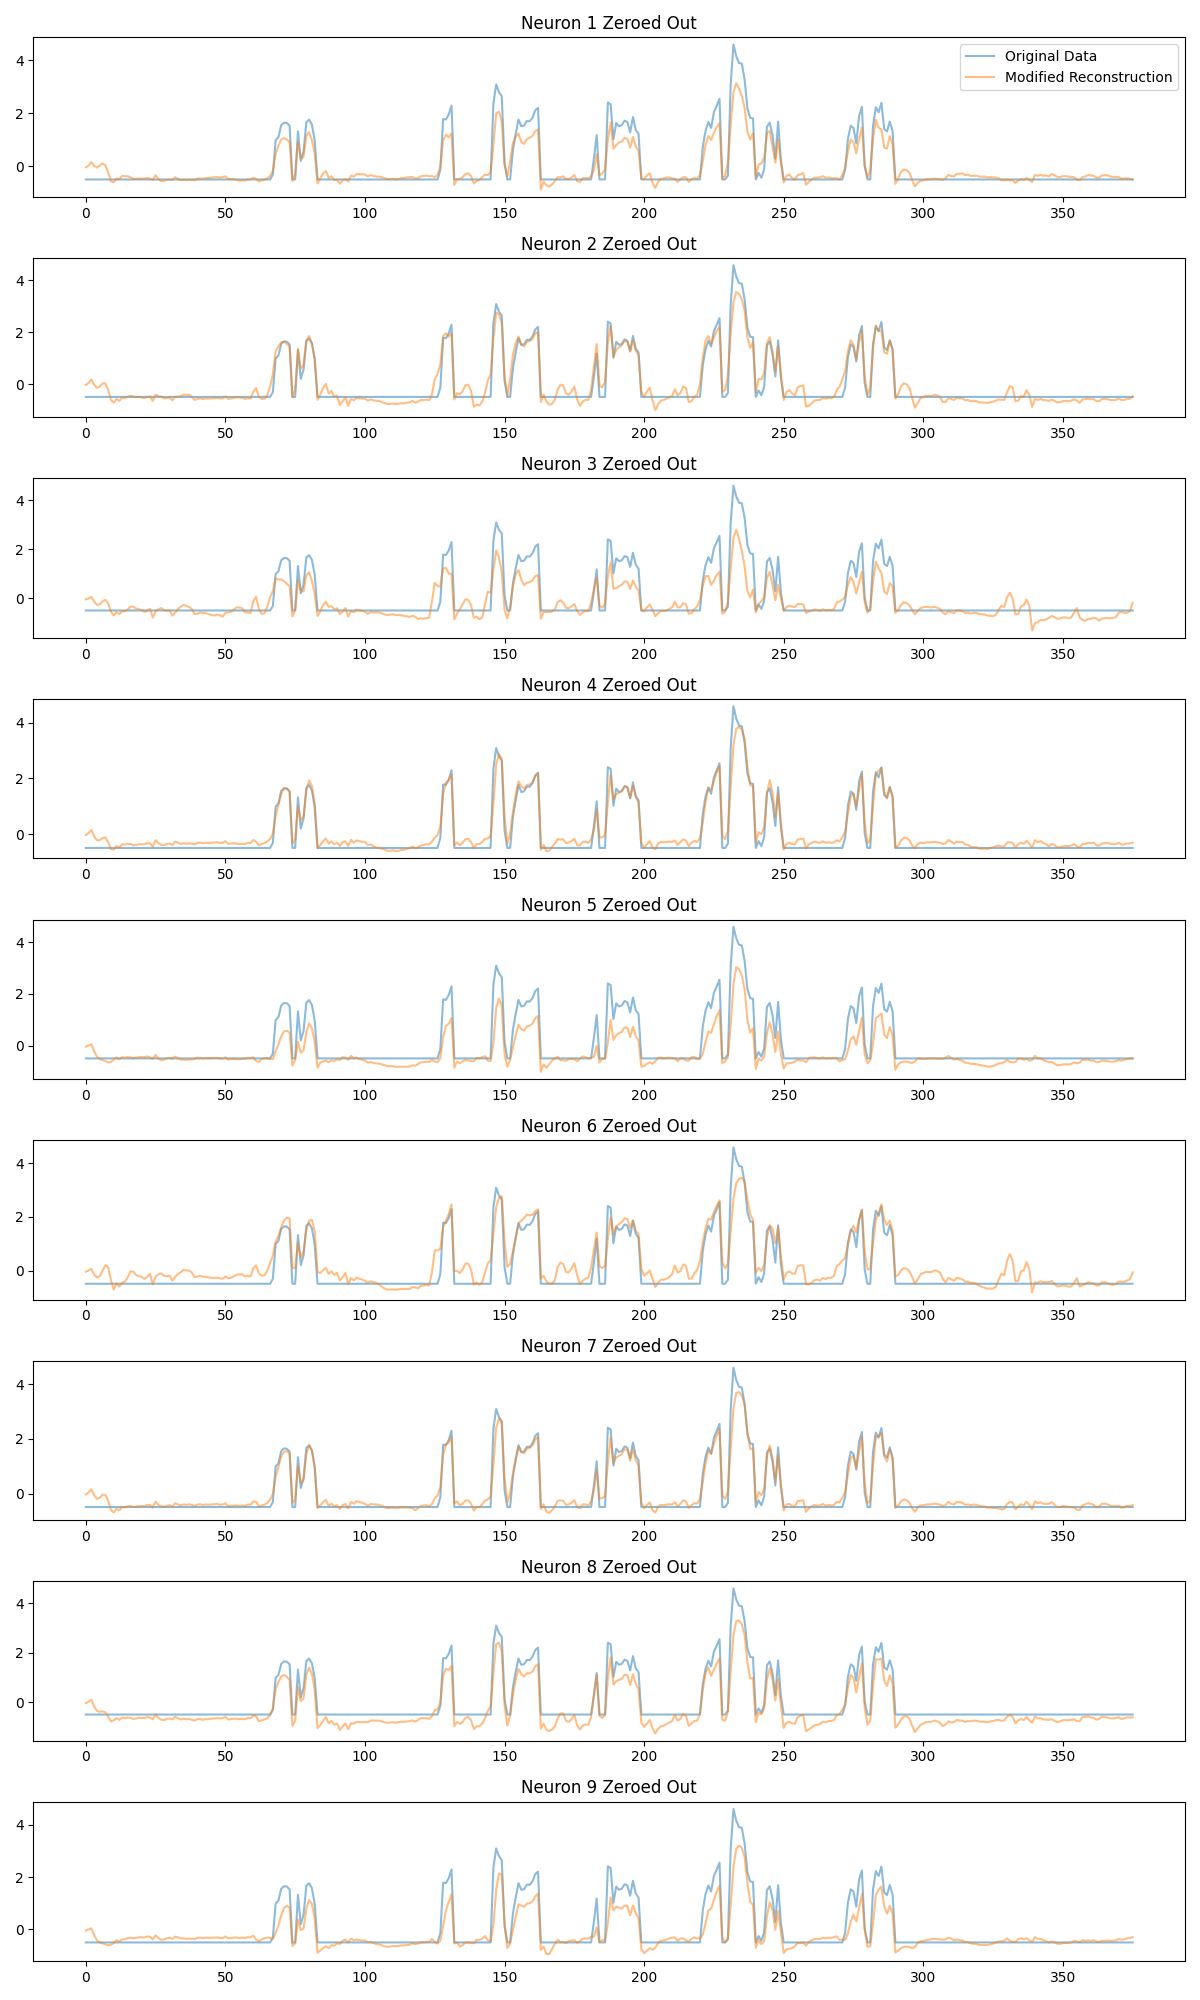 Neuron 1 Zeroed Out
Original Data
Modified Reconstruction
4
2
0
0 50 100 150 200 250 300 350
Neuron 2 Zeroed Out
4
2
0
0 50 100 150 200 250 300 350
Neuron 3 Zeroed Out
4
2
0
0 50 100 150 200 250 300 350
Neuron 4 Zeroed Out
4
2
0
0 50 100 150 200 250 300 350
Neuron 5 Zeroed Out
4
2
0
0 50 100 150 200 250 300 350
Neuron 6 Zeroed Out
4
2
0
0 50 100 150 200 250 300 350
Neuron 7 Zeroed Out
4
2
0
0 50 100 150 200 250 300 350
Neuron 8 Zeroed Out
4
2
0
0 50 100 150 200 250 300 350
Neuron 9 Zeroed Out
4
2
0
0 50 100 150 200 250 300 350